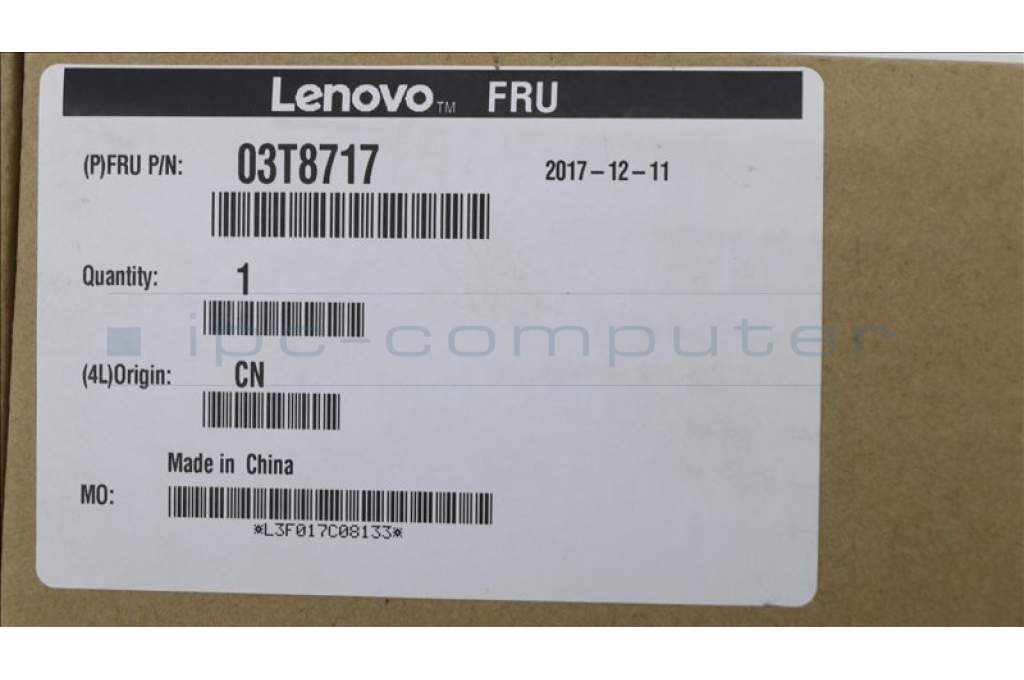 Lenovo™ FRU
(P)FRU P/N: 03T8717 2017-12-11
Quantity: 1
ipc-computer
(4L)Origin: CN
Made in China
MO:
*L3F017C08133*